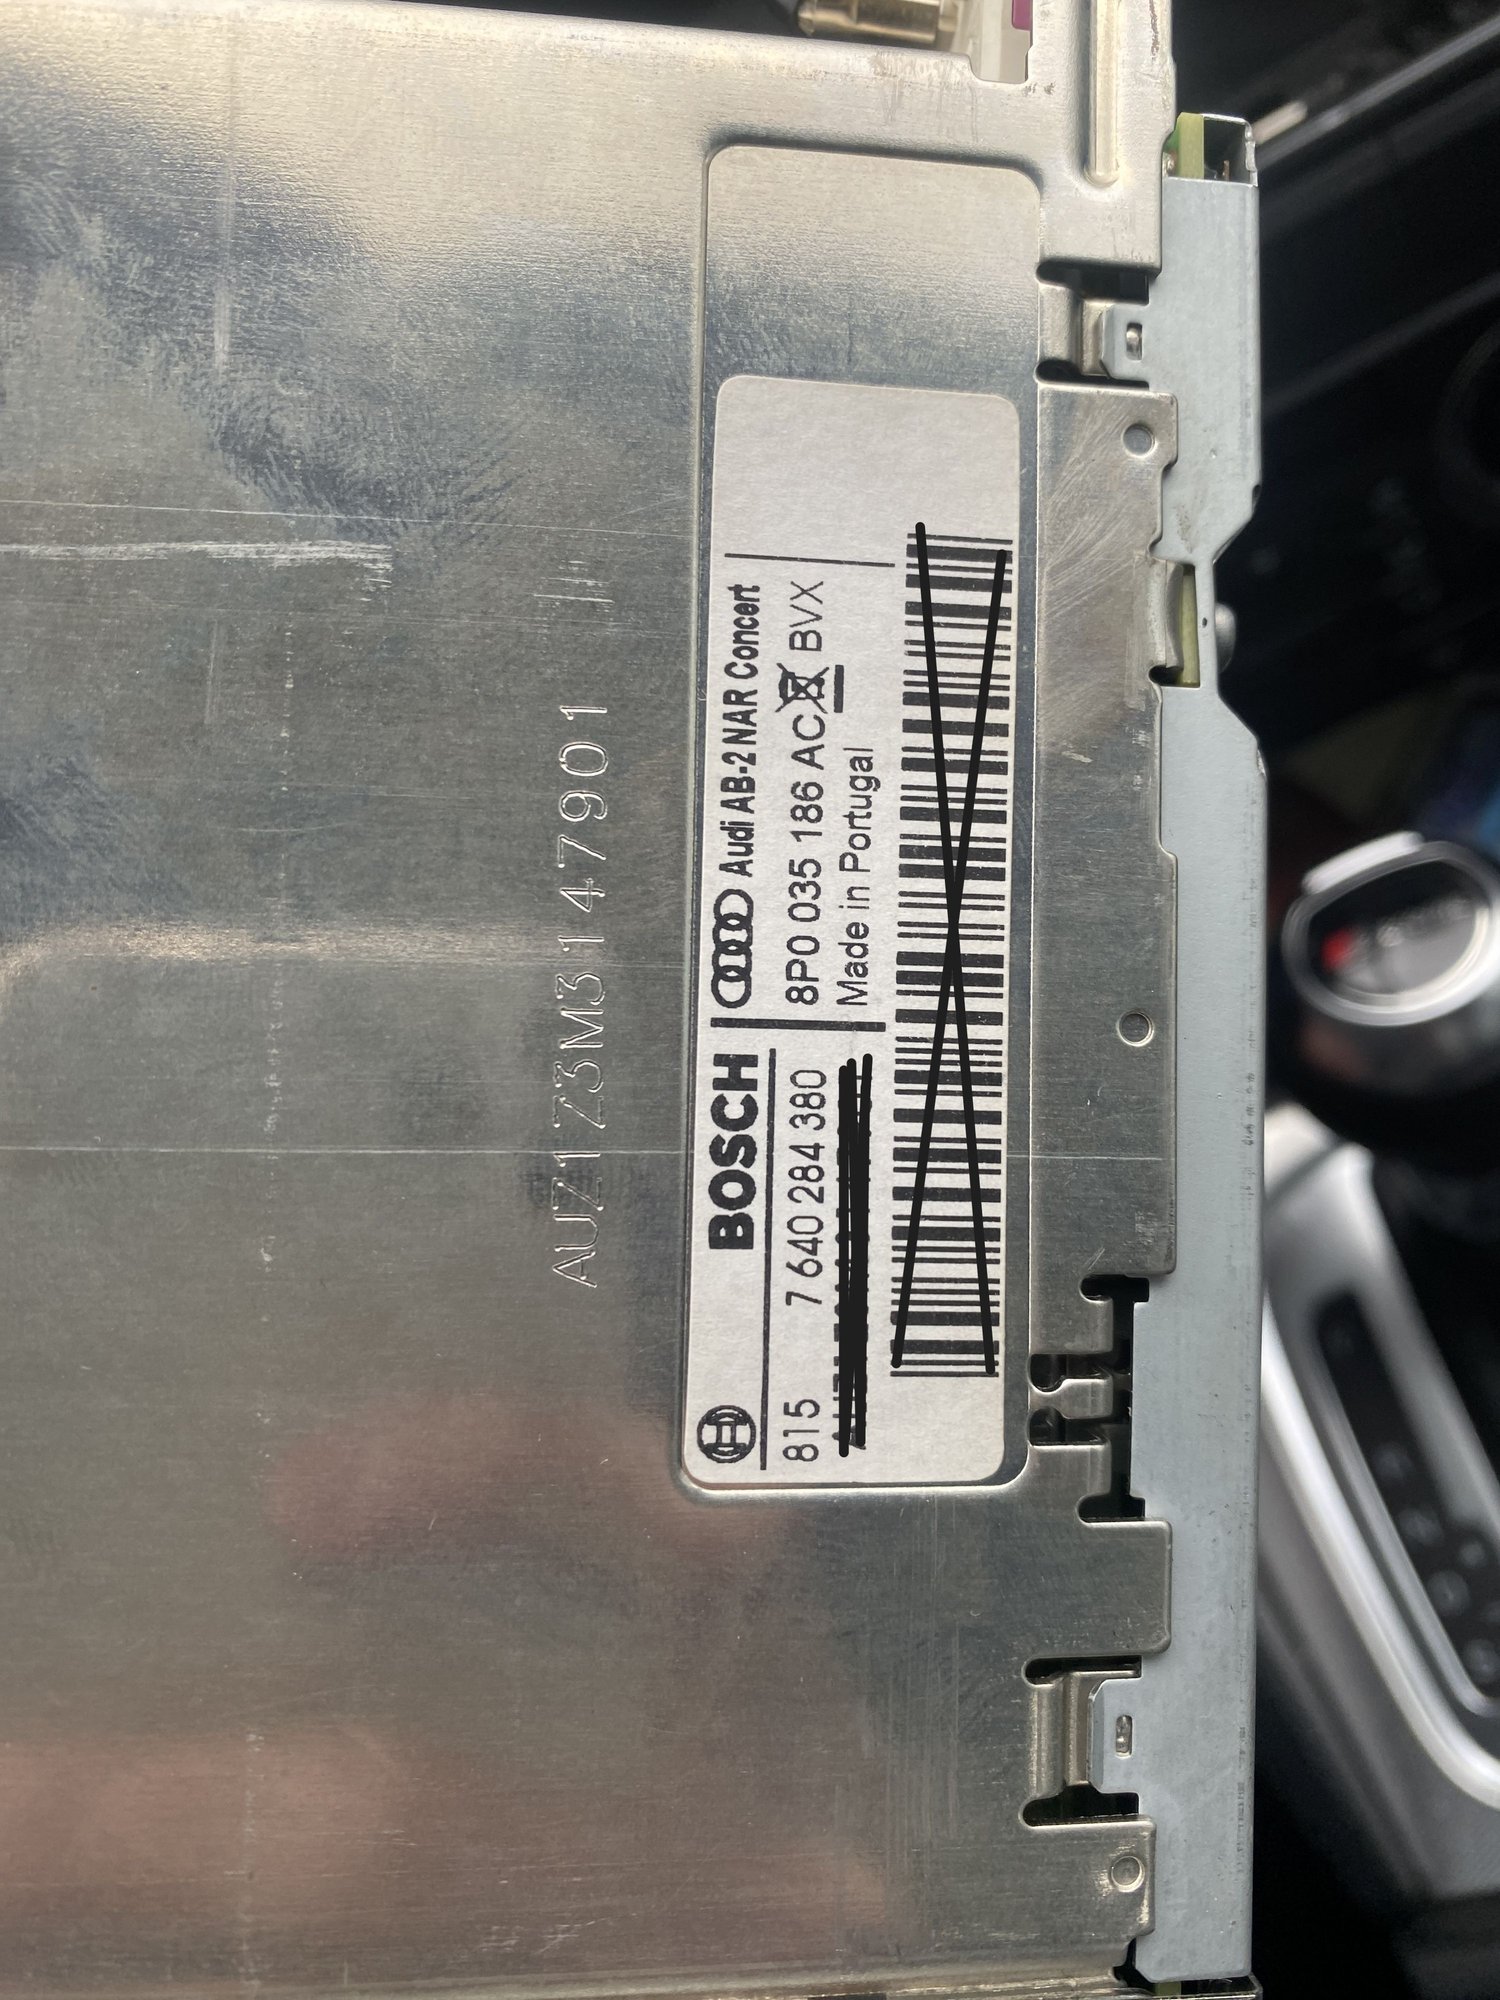 AUZ1Z3M3147901
BOSCH
Audi AB-2 NAR Concert
815 7 640 284 380
8P0 035 186 AC BVX
Made in Portugal